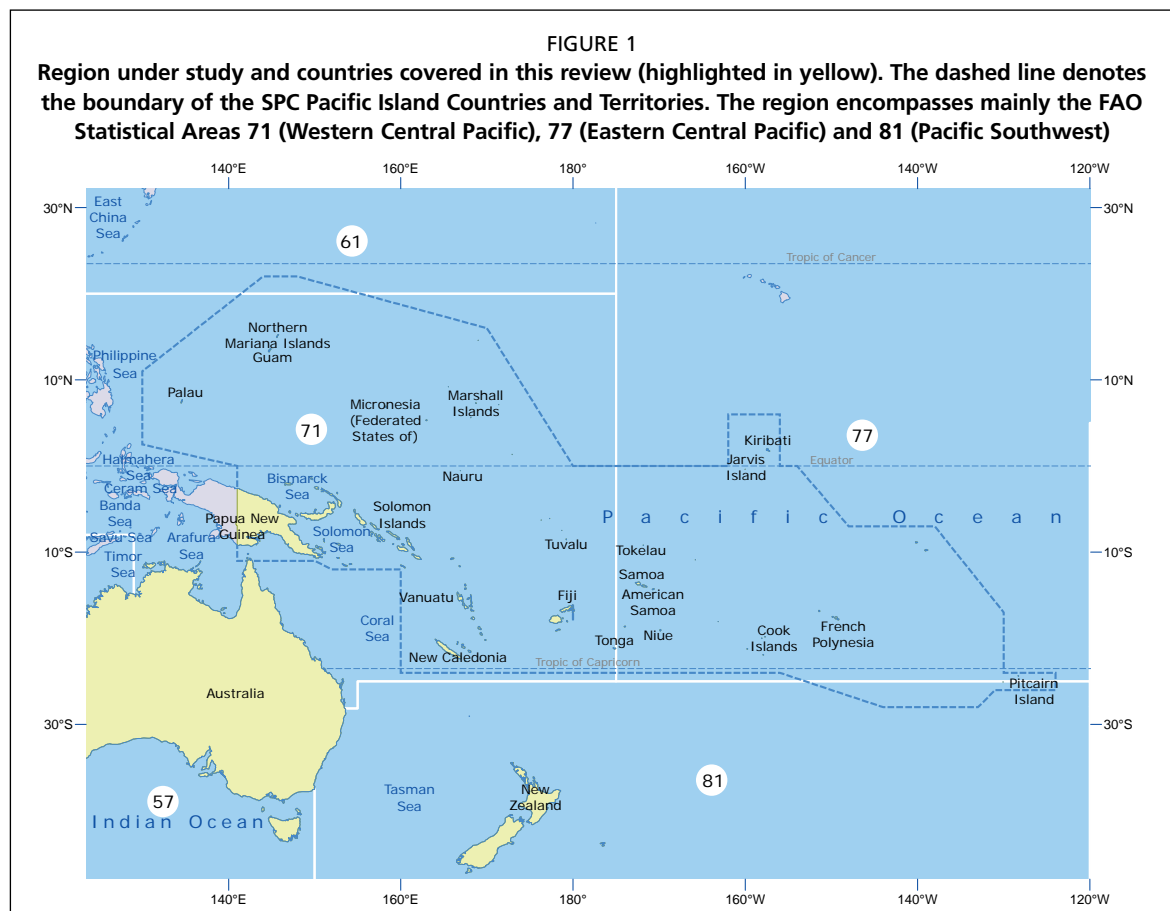 FIGURE 1
Region under study and countries covered in this review (highlighted in yellow). The dashed line denotes
the boundary of the SPC Pacific Island Countries and Territories. The region encompasses mainly the FAO
Statistical Areas 71 (Western Central Pacific), 77 (Eastern Central Pacific) and 81 (Pacific Southwest)
140°E 160°E 180° 160°W 140°W 120°W
30°N
East
China
Sea
30°N
61
Tropic of Cancer
Northern
Mariana Islands
Guam
Philippine
Sea
10°N
10°N
Palau
Micronesia
(Federated
States of)
Marshall
Islands
71
77
Kiribati
Jarvis
Island
Equator
Halmahera
Sea
Ceram Sea
Banda
Sea
Savu Sea
Timor
Sea
Arafura
Sea
Bismarck
Sea
Nauru
Papua New
Guinea
Solomon
Islands
Solomon
Sea
Pacific Ocean
10°S
10°S
Tuvalu
Tokelau
Samoa
American
Samoa
Vanuatu
Fiji
Coral
Sea
Tonga
Niue
Cook
Islands
French
Polynesia
New Caledonia
Tropic of Capricorn
Pitcairn
Island
Australia
30°S
30°S
57
Indian Ocean
Tasman
Sea
New
Zealand
81
140°E 160°E 180° 160°W 140°W 120°W